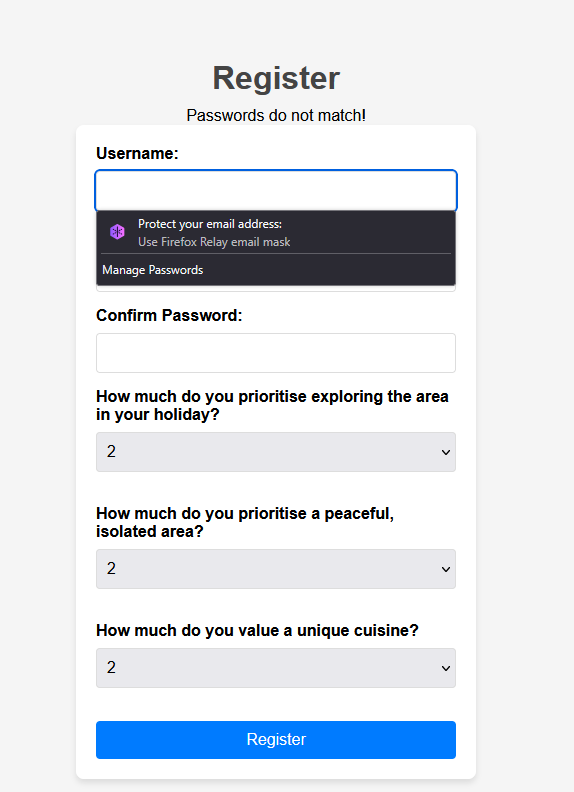 Register
Passwords do not match!
Username:
Protect your email address:
Use Firefox Relay email mask
Manage Passwords
Confirm Password:
How much do you prioritise exploring the area
in your holiday?
2
How much do you prioritise a peaceful,
isolated area?
2
How much do you value a unique cuisine?
2
Register